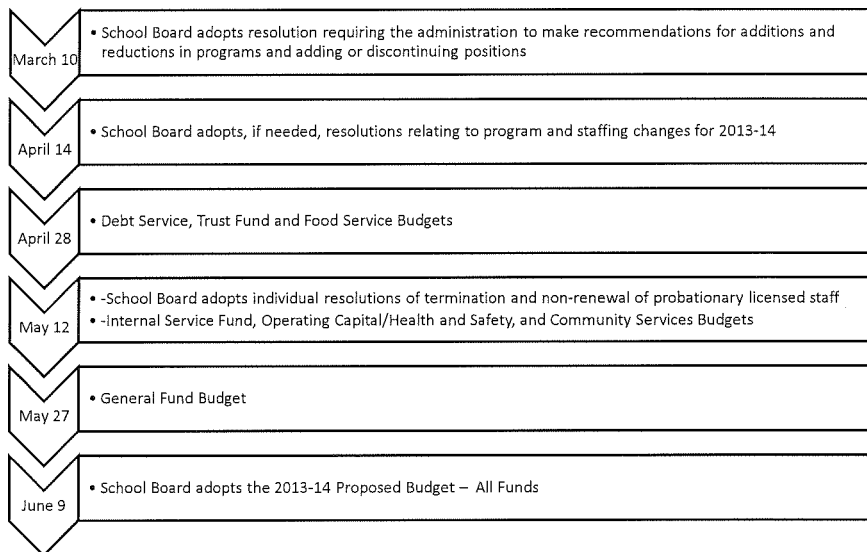 March 10
• School Board adopts resolution requiring the administration to make recommendations for additions and
reductions in programs and adding or discontinuing positions
April 14
• School Board adopts, if needed, resolutions relating to program and staffing changes for 2013-14
April 28
• Debt Service, Trust Fund and Food Service Budgets
May 12
• -School Board adopts individual resolutions of termination and non-renewal of probationary licensed staff
• -Internal Service Fund, Operating Capital/Health and Safety, and Community Services Budgets
May 27
• General Fund Budget
June 9
• School Board adopts the 2013-14 Proposed Budget – All Funds